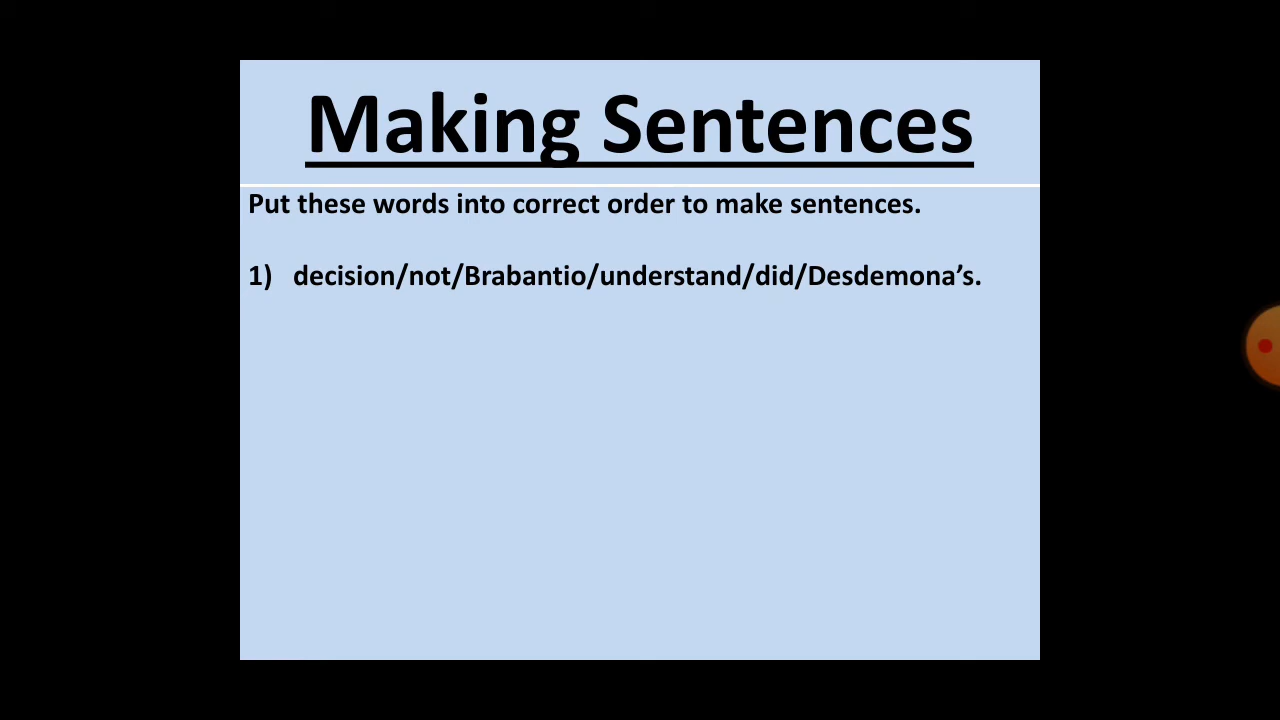 Making Sentences
Put these words into correct order to make sentences.
1) decision/not/Brabantio/understand/did/Desdemona’s.